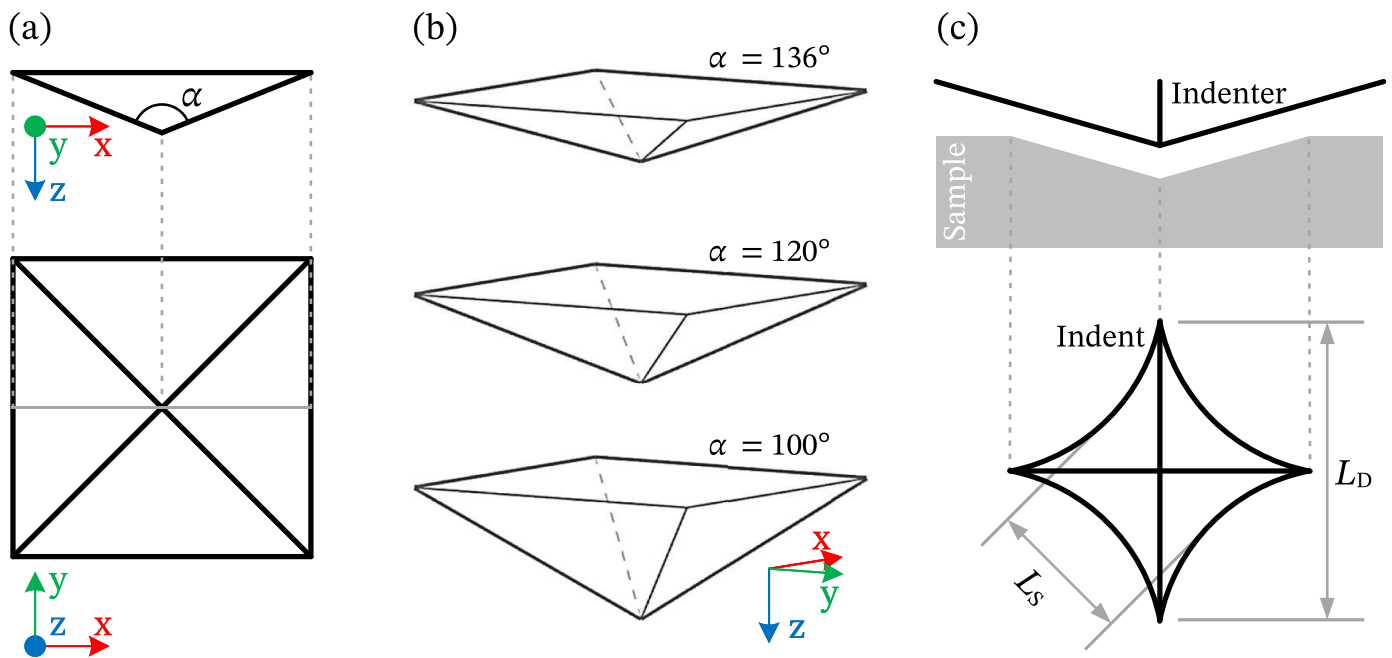 (a)
α
y
x
z
y
z
x
(b)
α = 136°
α = 120°
α = 100°
x
y
z
(c)
Indenter
Sample
Indent
L_D
L_S